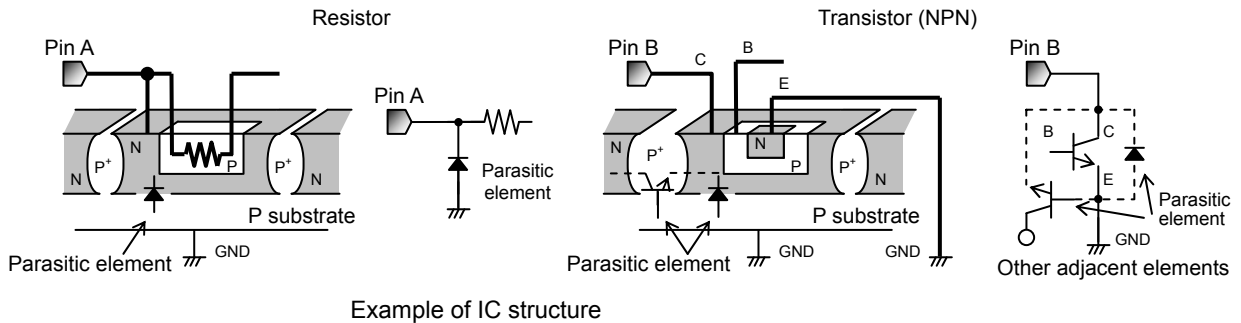 Resistor
Transistor (NPN)
Pin A
Pin B
C
B
E
Pin B
Pin A
N
P+
N
P
P+
N
Parasitic
element
P substrate
GND
Parasitic element
N
P+
N
P
P+
N
P substrate
GND
GND
Parasitic element
B
C
E
Parasitic
element
GND
Other adjacent elements
Example of IC structure